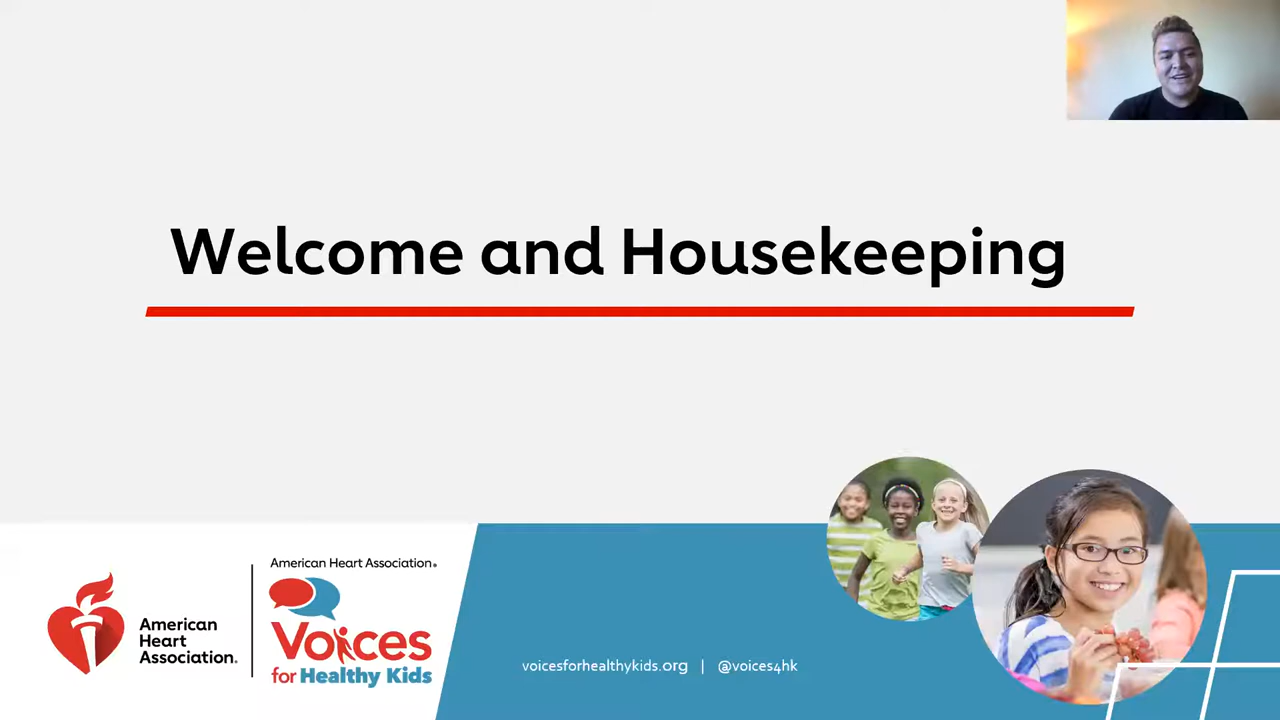 Welcome and Housekeeping
American Heart Association®
American
Heart
Association®
Voices
for Healthy Kids
voicesforhealthykids.org | @voices4hk